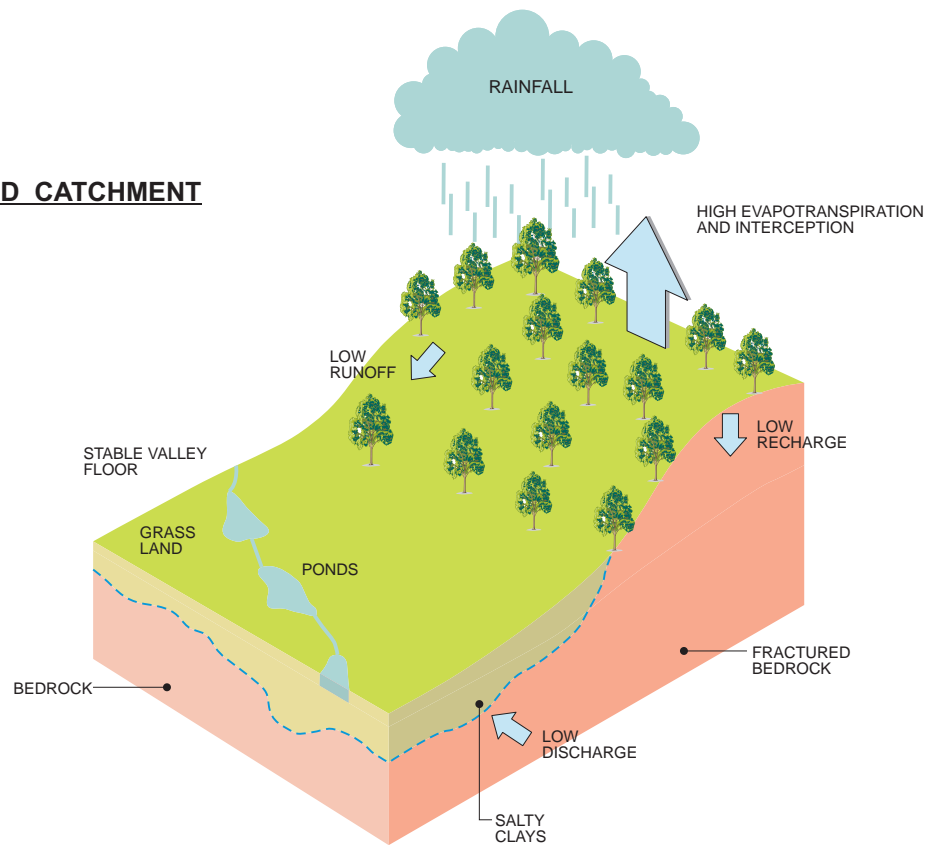 RAINFALL
D CATCHMENT
HIGH EVAPOTRANSPIRATION
AND INTERCEPTION
LOW
RUNOFF
LOW
RECHARGE
STABLE VALLEY
FLOOR
GRASS
LAND
PONDS
FRACTURED
BEDROCK
BEDROCK
LOW
DISCHARGE
SALTY
CLAYS